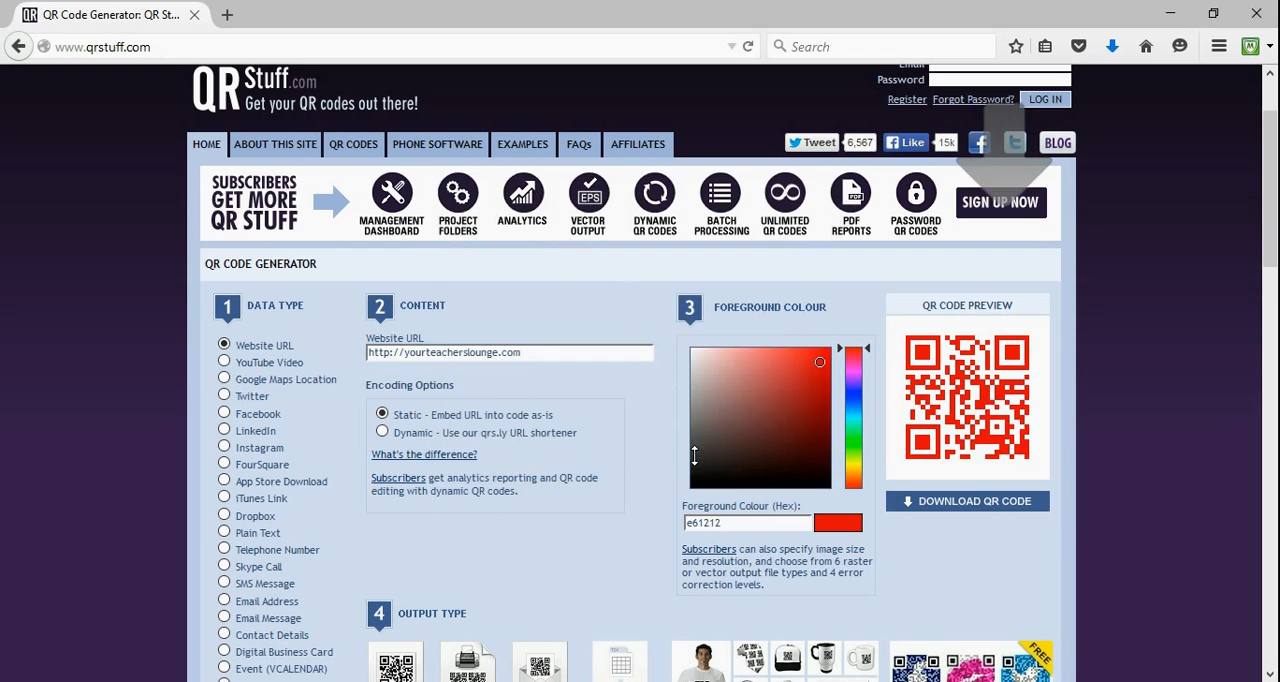 QR Code Generator: QR St...
www.qrstuff.com
Search
QR Stuff.com
Get your QR codes out there!
Email
Password
Register Forgot Password? LOG IN
HOME ABOUT THIS SITE QR CODES PHONE SOFTWARE EXAMPLES FAQs AFFILIATES
Tweet 6,567 Like 15k BLOG
SUBSCRIBERS
GET MORE
QR STUFF
MANAGEMENT
DASHBOARD
PROJECT
FOLDERS
ANALYTICS
EPS
VECTOR
OUTPUT
DYNAMIC
QR CODES
BATCH
PROCESSING
UNLIMITED
QR CODES
PDF
PDF
REPORTS
PASSWORD
QR CODES
SIGN UP NOW
QR CODE GENERATOR
1 DATA TYPE
Website URL
YouTube Video
Google Maps Location
Twitter
Facebook
LinkedIn
Instagram
FourSquare
App Store Download
iTunes Link
Dropbox
Plain Text
Telephone Number
Skype Call
SMS Message
Email Address
Email Message
Contact Details
Digital Business Card
Event (VCALENDAR)
2 CONTENT
Website URL
http://yourteacherslounge.com
Encoding Options
Static - Embed URL into code as-is
Dynamic - Use our qrs.ly URL shortener
What's the difference?
Subscribers get analytics reporting and QR code
editing with dynamic QR codes.
3 FOREGROUND COLOUR
Foreground Colour (Hex):
e61212
Subscribers can also specify image size
and resolution, and choose from 6 raster
or vector output file types and 4 error
correction levels.
QR CODE PREVIEW
DOWNLOAD QR CODE
4 OUTPUT TYPE
FREE